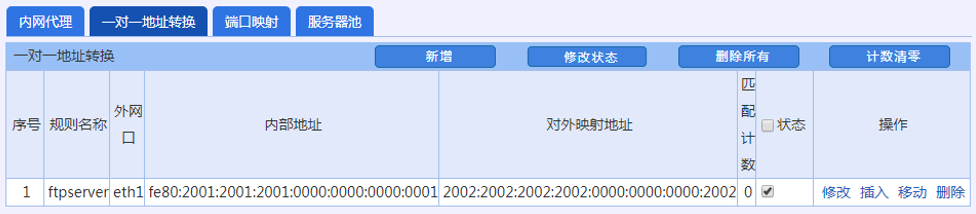 内网代理 一对一地址转换 端口映射 服务器池
一对一地址转换 新增 修改状态 删除所有 计数清零
序号 规则名称 外网口 内部地址 对外映射地址 匹配计数 状态 操作
1 ftpserver eth1 fe80:2001:2001:2001:0000:0000:0000:0001 2002:2002:2002:2002:0000:0000:0000:2002 0 修改 插入 移动 删除